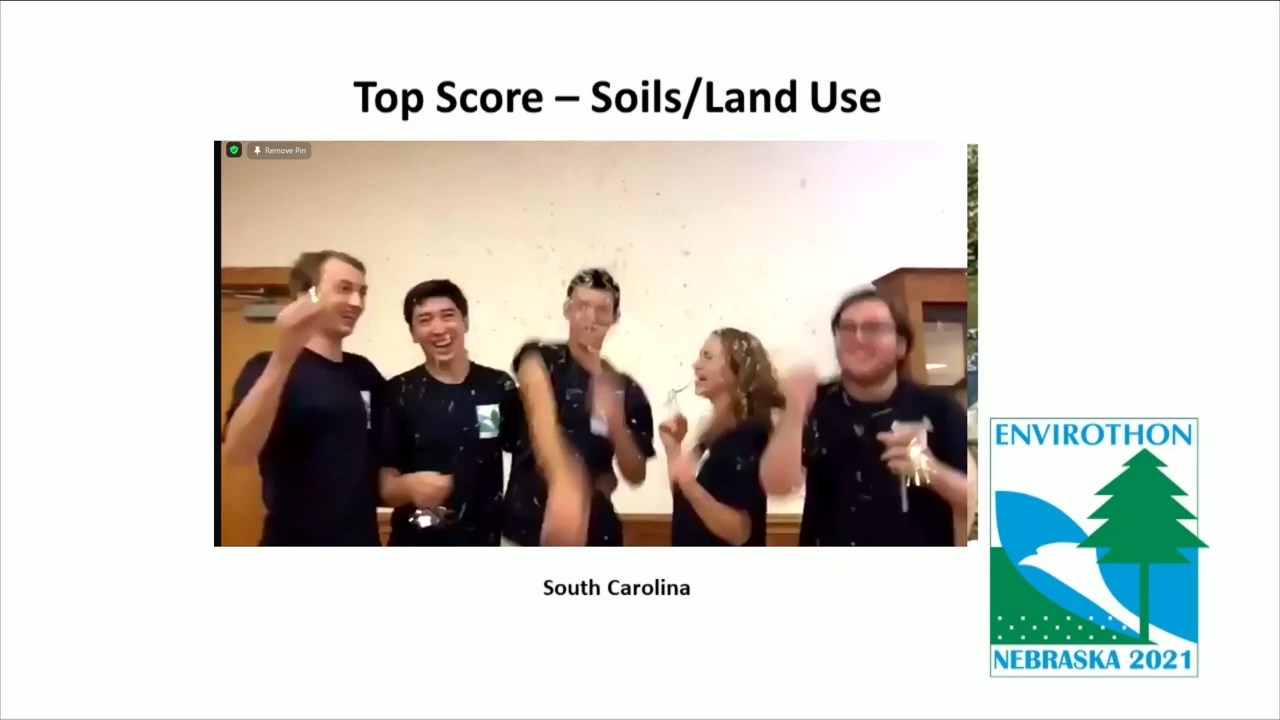 Top Score – Soils/Land Use
Remove Pin
South Carolina
ENVIROTHON
NEBRASKA 2021